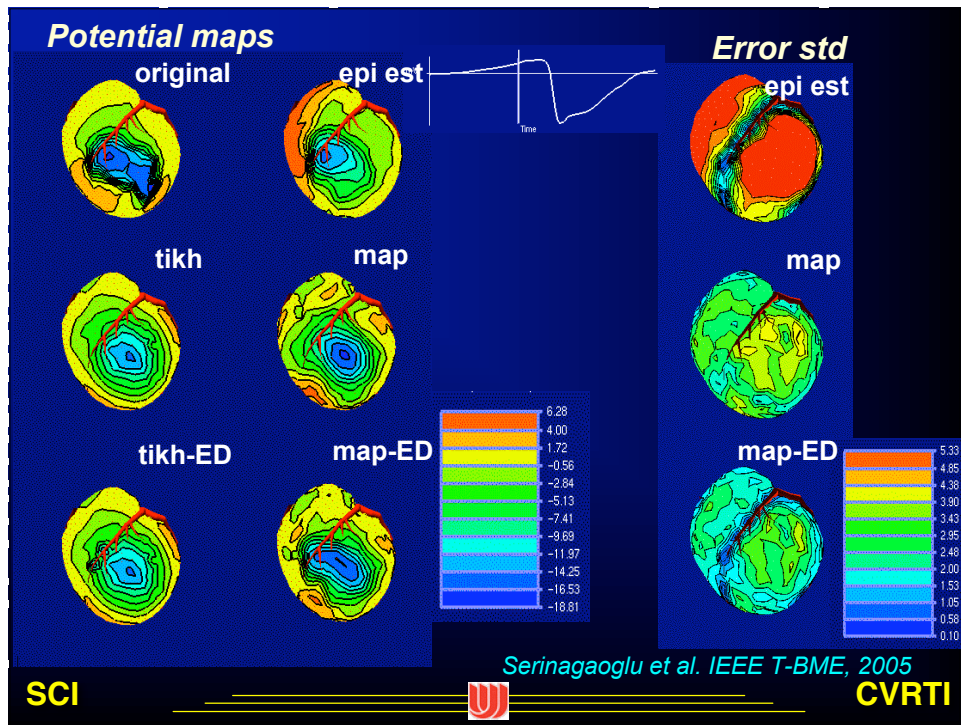 Potential maps
Error std
original
epi est
epi est
Time
tikh
map
map
tikh-ED
map-ED
map-ED
6.28
4.00
1.72
−0.56
−2.84
−5.13
−7.41
−9.69
−11.97
−14.25
−16.53
−18.81
5.33
4.85
4.38
3.90
3.43
2.95
2.48
2.00
1.53
1.05
0.58
0.10
Serinagaoglu et al. IEEE T-BME, 2005
SCI
CVRTI